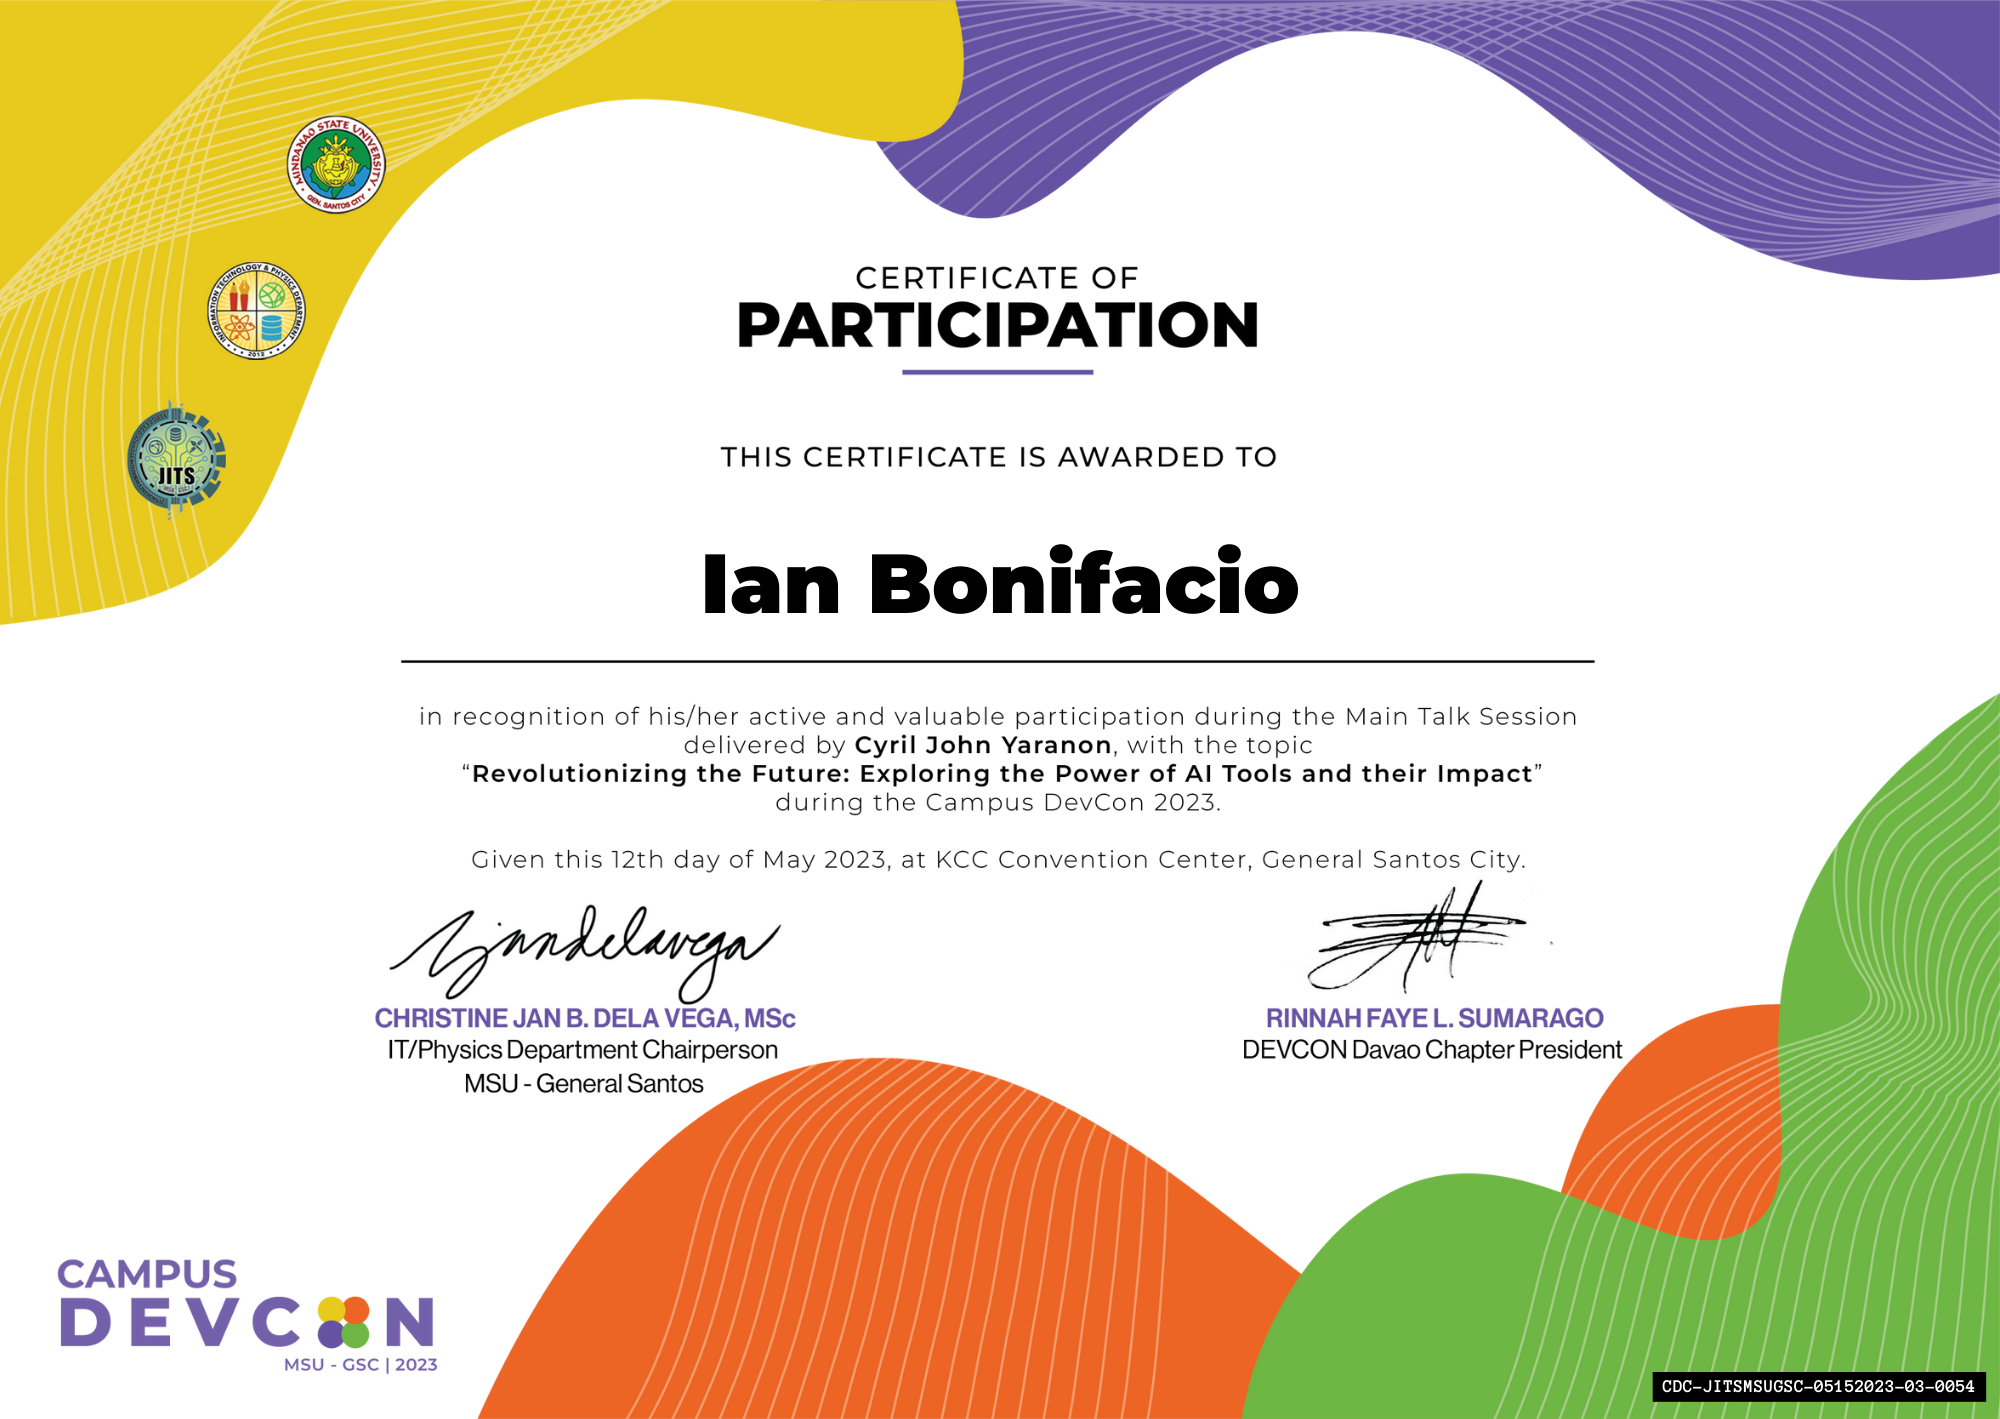 MINDANAO STATE UNIVERSITY
GEN. SANTOS CITY
INFORMATION TECHNOLOGY & PHYSICS DEPARTMENT
2012
JITS
CERTIFICATE OF
PARTICIPATION
THIS CERTIFICATE IS AWARDED TO
Ian Bonifacio
in recognition of his/her active and valuable participation during the Main Talk Session
delivered by Cyril John Yaranon, with the topic
“Revolutionizing the Future: Exploring the Power of AI Tools and their Impact”
during the Campus DevCon 2023.
Given this 12th day of May 2023, at KCC Convention Center, General Santos City.
CHRISTINE JAN B. DELA VEGA, MSc
IT/Physics Department Chairperson
MSU - General Santos
RINNAH FAYE L. SUMARAGO
DEVCON Davao Chapter President
CAMPUS
DEVCON
MSU - GSC | 2023
CDC-JITSMSUGSC-05152023-03-0054